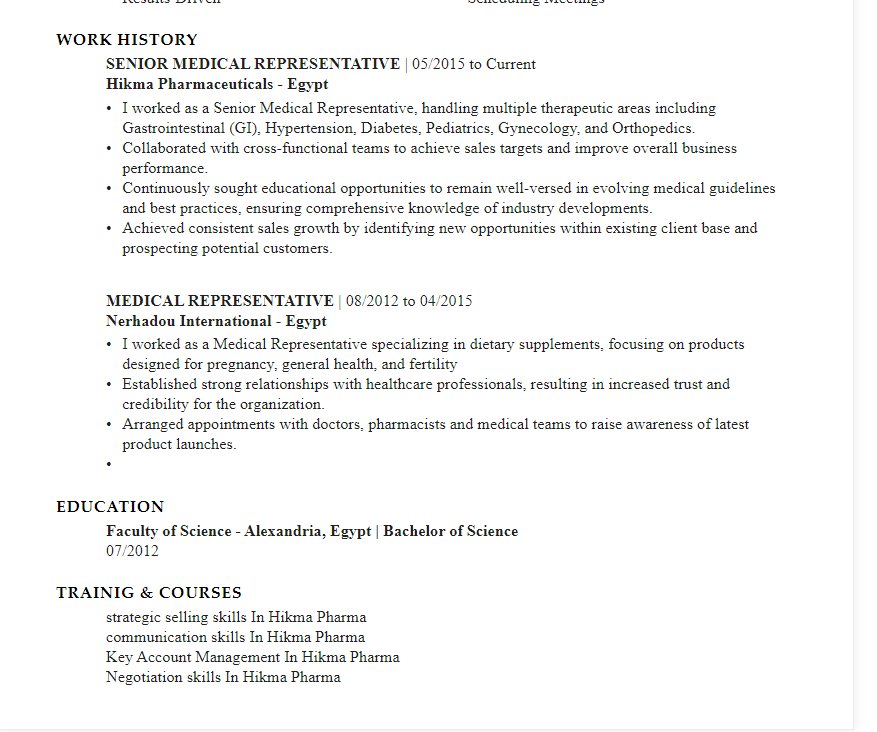 Results Driven Scheduling Meetings
WORK HISTORY
SENIOR MEDICAL REPRESENTATIVE | 05/2015 to Current
Hikma Pharmaceuticals - Egypt
• I worked as a Senior Medical Representative, handling multiple therapeutic areas including
Gastrointestinal (GI), Hypertension, Diabetes, Pediatrics, Gynecology, and Orthopedics.
• Collaborated with cross-functional teams to achieve sales targets and improve overall business
performance.
• Continuously sought educational opportunities to remain well-versed in evolving medical guidelines
and best practices, ensuring comprehensive knowledge of industry developments.
• Achieved consistent sales growth by identifying new opportunities within existing client base and
prospecting potential customers.
MEDICAL REPRESENTATIVE | 08/2012 to 04/2015
Nerhadou International - Egypt
• I worked as a Medical Representative specializing in dietary supplements, focusing on products
designed for pregnancy, general health, and fertility
• Established strong relationships with healthcare professionals, resulting in increased trust and
credibility for the organization.
• Arranged appointments with doctors, pharmacists and medical teams to raise awareness of latest
product launches.
•
EDUCATION
Faculty of Science - Alexandria, Egypt | Bachelor of Science
07/2012
TRAINIG & COURSES
strategic selling skills In Hikma Pharma
communication skills In Hikma Pharma
Key Account Management In Hikma Pharma
Negotiation skills In Hikma Pharma